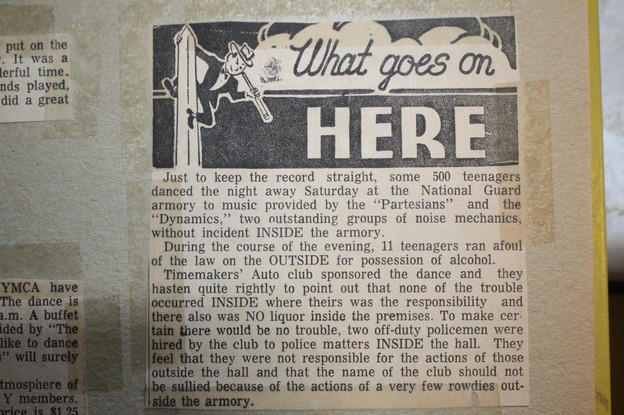 put on the
. It was a
derful time.
nds played,
did a great
What goes on
HERE
Just to keep the record straight, some 500 teenagers
danced the night away Saturday at the National Guard
armory to music provided by the "Partesians" and the
"Dynamics," two outstanding groups of noise mechanics,
without incident INSIDE the armory.
During the course of the evening, 11 teenagers ran afoul
of the law on the OUTSIDE for possession of alcohol.
Timemakers' Auto club sponsored the dance and they
hasten quite rightly to point out that none of the trouble
occurred INSIDE where theirs was the responsibility and
there also was NO liquor inside the premises. To make cer-
tain there would be no trouble, two off-duty policemen were
hired by the club to police matters INSIDE the hall. They
feel that they were not responsible for the actions of those
outside the hall and that the name of the club should not
be sullied because of the actions of a very few rowdies out-
side the armory.
YMCA have
The dance is
a.m. A buffet
ided by "The
like to dance
s" will surely
tmosphere of
Y members.
price is $1.25